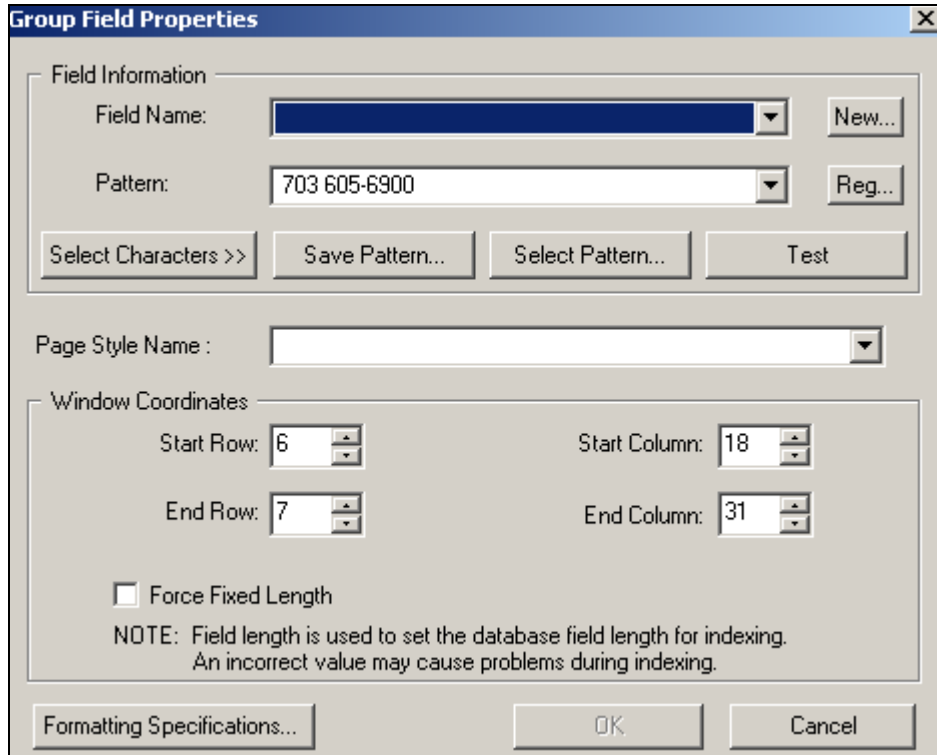 Group Field Properties
Field Information
Field Name: New...
Pattern: 703 605-6900 Reg...
Select Characters >> Save Pattern... Select Pattern... Test
Page Style Name :
Window Coordinates
Start Row: 6 Start Column: 18
End Row: 7 End Column: 31
Force Fixed Length
NOTE: Field length is used to set the database field length for indexing.
An incorrect value may cause problems during indexing.
Formatting Specifications... OK Cancel